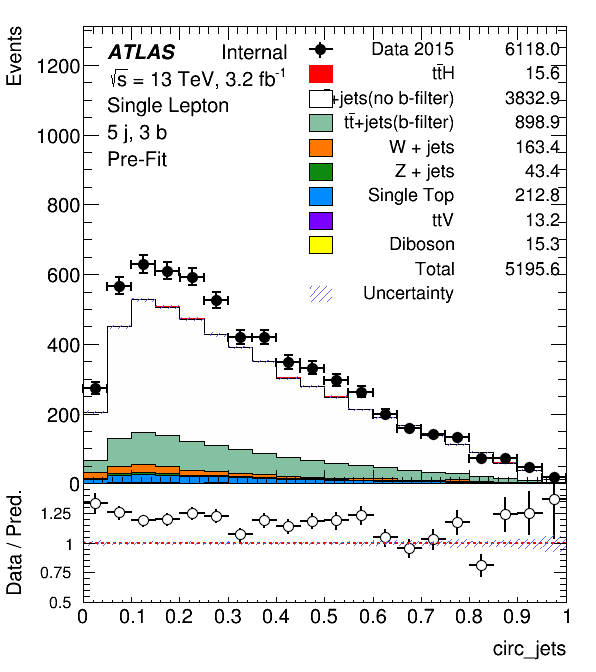 Events
ATLAS Internal
√s = 13 TeV, 3.2 fb⁻¹
Single Lepton
5 j, 3 b
Pre-Fit
Data 2015 6118.0
tt̄H 15.6
+jets(no b-filter) 3832.9
tt̄+jets(b-filter) 898.9
W + jets 163.4
Z + jets 43.4
Single Top 212.8
ttV 13.2
Diboson 15.3
Total 5195.6
Uncertainty
1200
1000
800
600
400
200
0
Data / Pred.
1.25
1
0.75
0.5
0 0.1 0.2 0.3 0.4 0.5 0.6 0.7 0.8 0.9 1
circ_jets